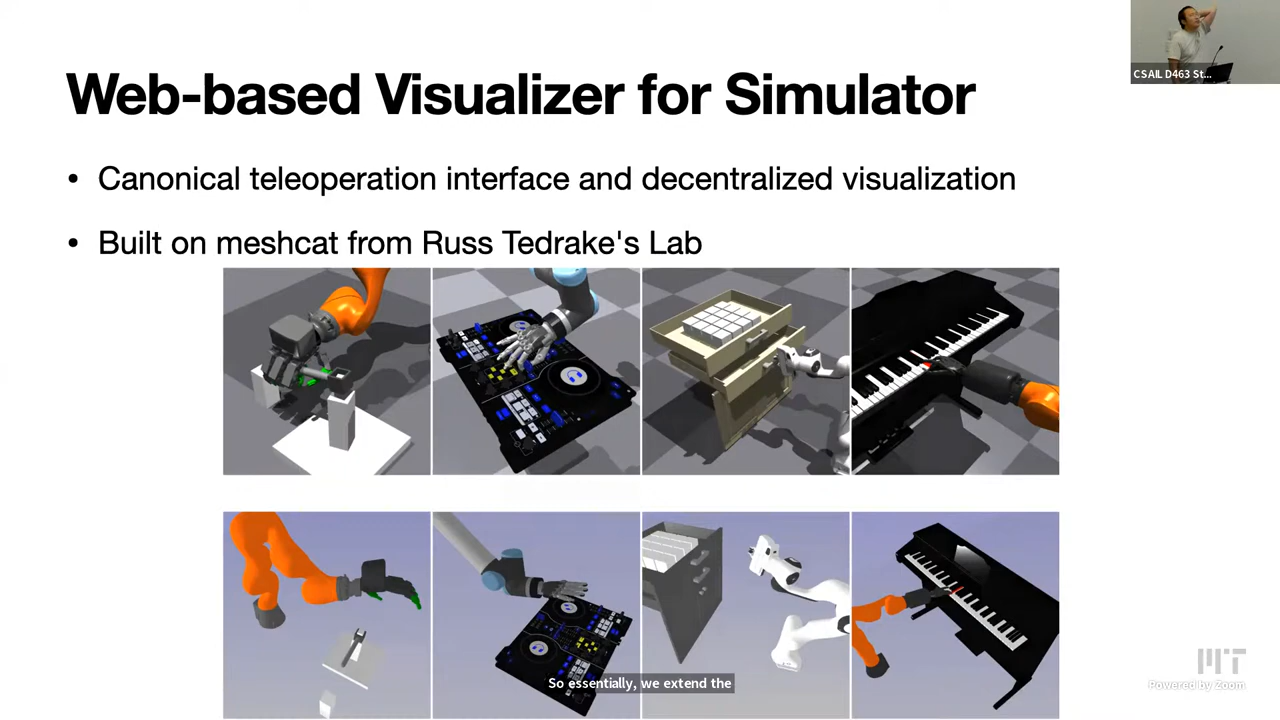 CSAIL D463 St...
Web-based Visualizer for Simulator
• Canonical teleoperation interface and decentralized visualization
• Built on meshcat from Russ Tedrake's Lab
So essentially, we extend the
MIT
Powered by Zoom